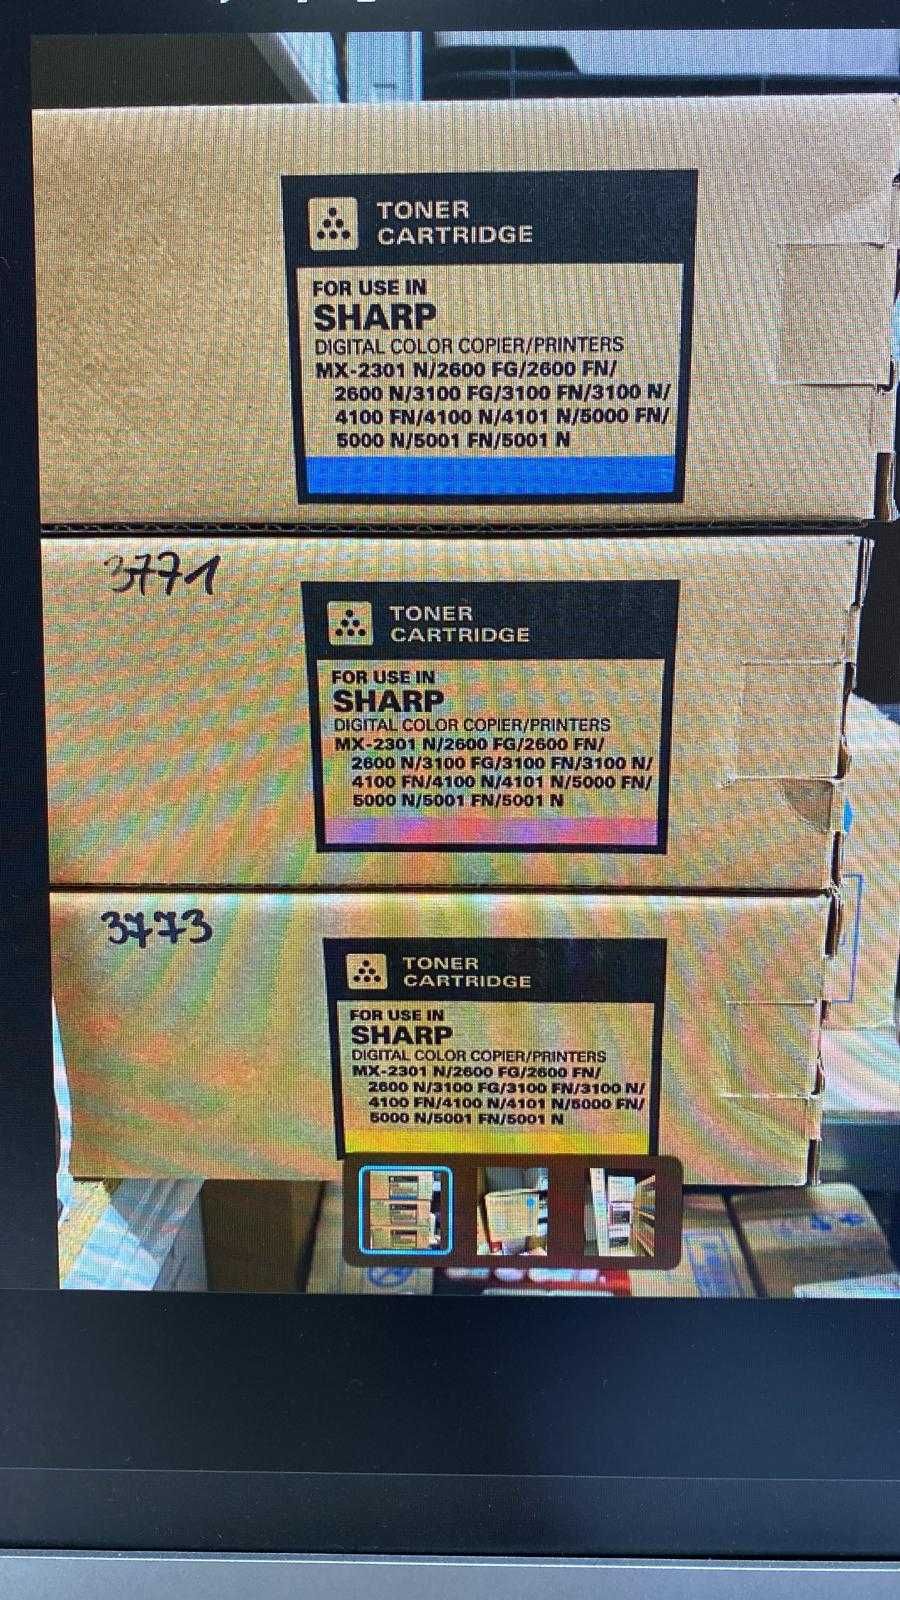 TONER
CARTRIDGE
FOR USE IN
SHARP
DIGITAL COLOR COPIER/PRINTERS
MX-2301 N/2600 FG/2600 FN/
2600 N/3100 FG/3100 FN/3100 N/
4100 FN/4100 N/4101 N/5000 FN/
5000 N/5001 FN/5001 N
3771
TONER
CARTRIDGE
FOR USE IN
SHARP
DIGITAL COLOR COPIER/PRINTERS
MX-2301 N/2600 FG/2600 FN/
2600 N/3100 FG/3100 FN/3100 N/
4100 FN/4100 N/4101 N/5000 FN/
5000 N/5001 FN/5001 N
3773
TONER
CARTRIDGE
FOR USE IN
SHARP
DIGITAL COLOR COPIER/PRINTERS
MX-2301 N/2600 FG/2600 FN/
2600 N/3100 FG/3100 FN/3100 N/
4100 FN/4100 N/4101 N/5000 FN/
5000 N/5001 FN/5001 N